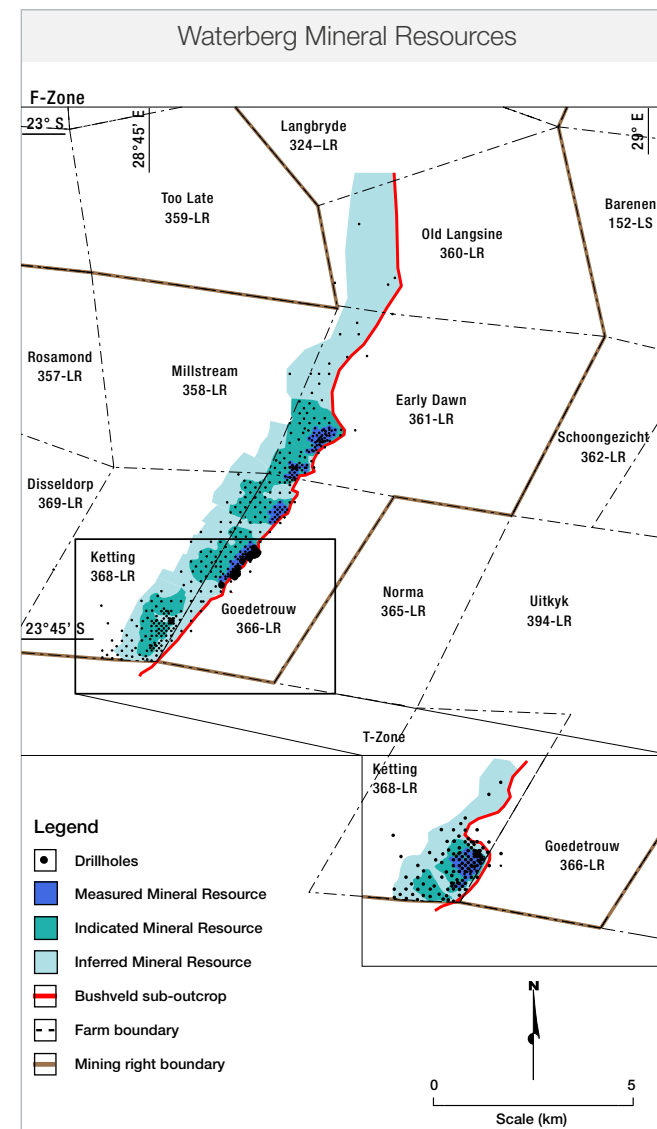 Waterberg Mineral Resources
F-Zone
23° S
28°45’ E
29° E
Langbryde
324–LR
Too Late
359-LR
Barenen
152-LS
Old Langsine
360-LR
Rosamond
357-LR
Millstream
358-LR
Early Dawn
361-LR
Schoongezicht
362-LR
Disseldorp
369-LR
Ketting
368-LR
Norma
365-LR
Uitkyk
394-LR
Goedetrouw
366-LR
23°45’ S
T-Zone
Ketting
368-LR
Goedetrouw
366-LR
Legend
Drillholes
Measured Mineral Resource
Indicated Mineral Resource
Inferred Mineral Resource
Bushveld sub-outcrop
Farm boundary
Mining right boundary
N
0 5
Scale (km)